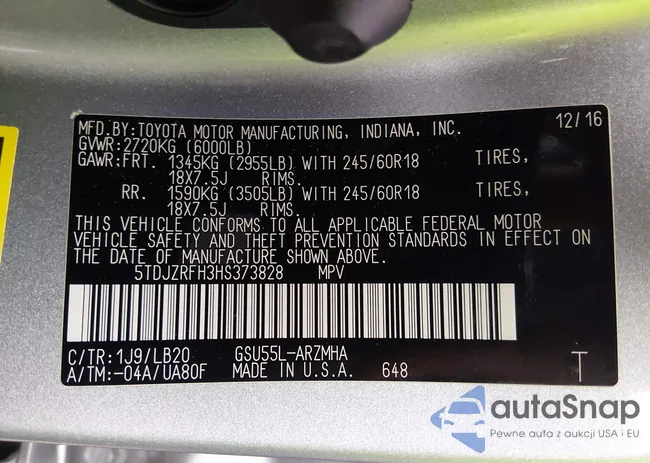 MFD.BY:TOYOTA MOTOR MANUFACTURING, INDIANA, INC. 12/16
GVWR:2720KG (6000LB)
GAWR:FRT. 1345KG (2955LB) WITH 245/60R18 TIRES,
18X7.5J RIMS.
RR. 1590KG (3505LB) WITH 245/60R18 TIRES,
18X7.5J RIMS.
THIS VEHICLE CONFORMS TO ALL APPLICABLE FEDERAL MOTOR
VEHICLE SAFETY AND THEFT PREVENTION STANDARDS IN EFFECT ON
THE DATE OF MANUFACTURE SHOWN ABOVE.
5TDJZRFH3HS373828 MPV
C/TR:1J9/LB20 GSU55L-ARZMHA
A/TM:-04A/UA80F MADE IN U.S.A. 648 T
autaSnap
Pewne auta z aukcji USA i EU